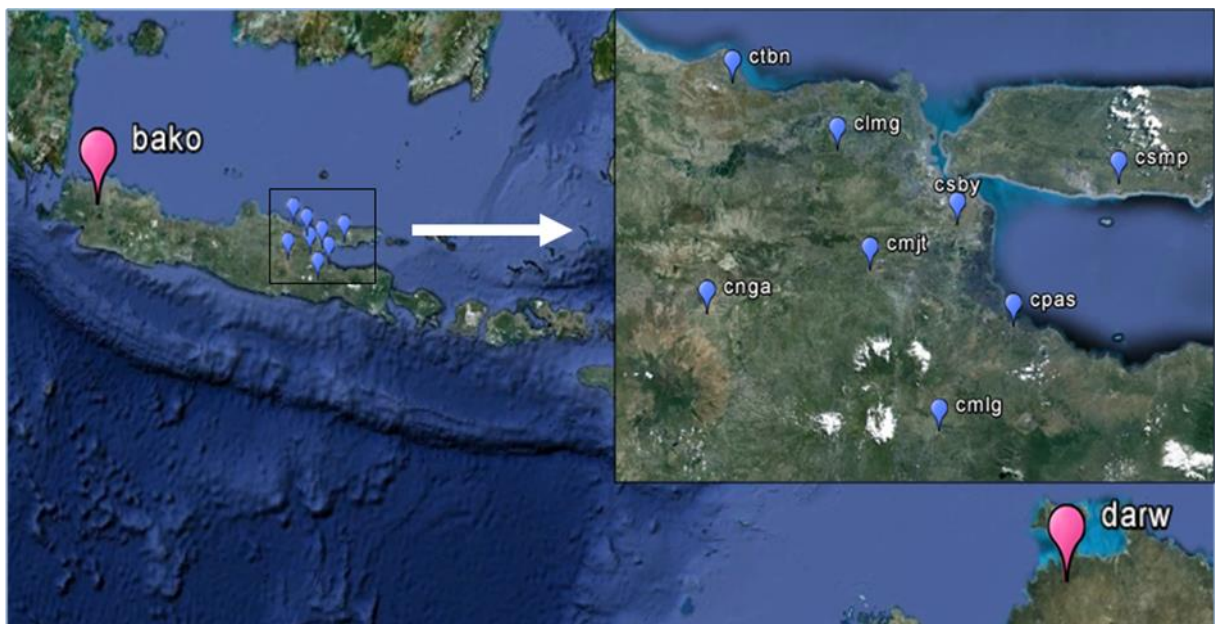 bako
ctbn
clmg
csmp
csby
cmjt
cnga
cpas
cmlg
darw